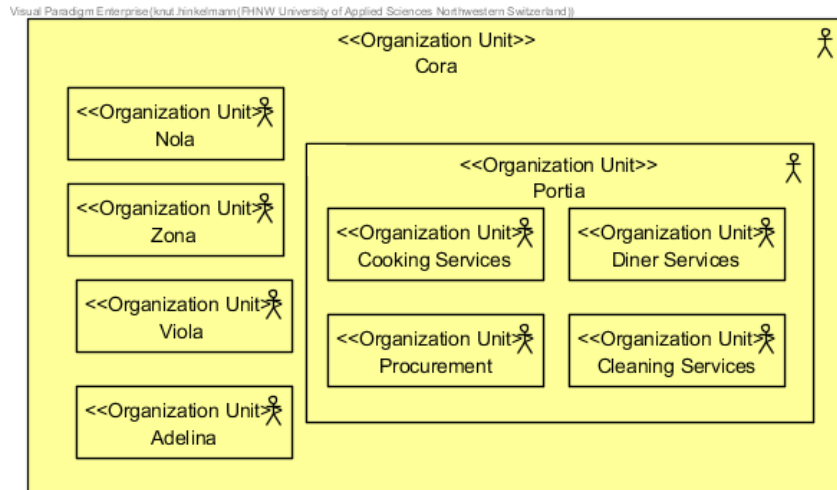 Visual Paradigm Enterprise(knut.hinkelmann(FHNW University of Applied Sciences Northwestern Switzerland))
<<Organization Unit>>
Cora
<<Organization Unit>>
Nola
<<Organization Unit>>
Zona
<<Organization Unit>>
Viola
<<Organization Unit>>
Adelina
<<Organization Unit>>
Portia
<<Organization Unit>>
Cooking Services
<<Organization Unit>>
Diner Services
<<Organization Unit>>
Procurement
<<Organization Unit>>
Cleaning Services